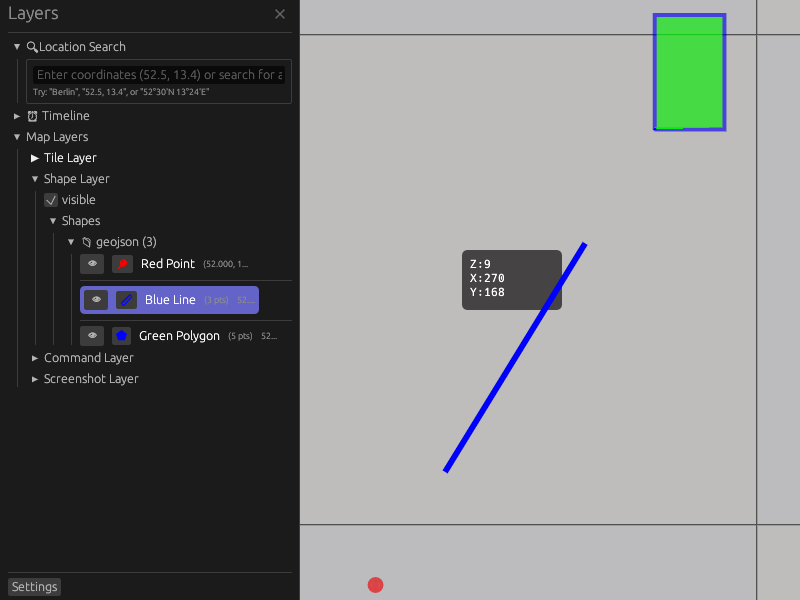 Layers
Location Search
Enter coordinates (52.5, 13.4) or search for a
Try: "Berlin", "52.5, 13.4", or "52°30'N 13°24'E"
Timeline
Map Layers
Tile Layer
Shape Layer
visible
Shapes
geojson (3)
Red Point (52.000, 1...
Blue Line (3 pts) 52...
Green Polygon (5 pts) 52...
Command Layer
Screenshot Layer
Settings
Z:9
X:270
Y:168